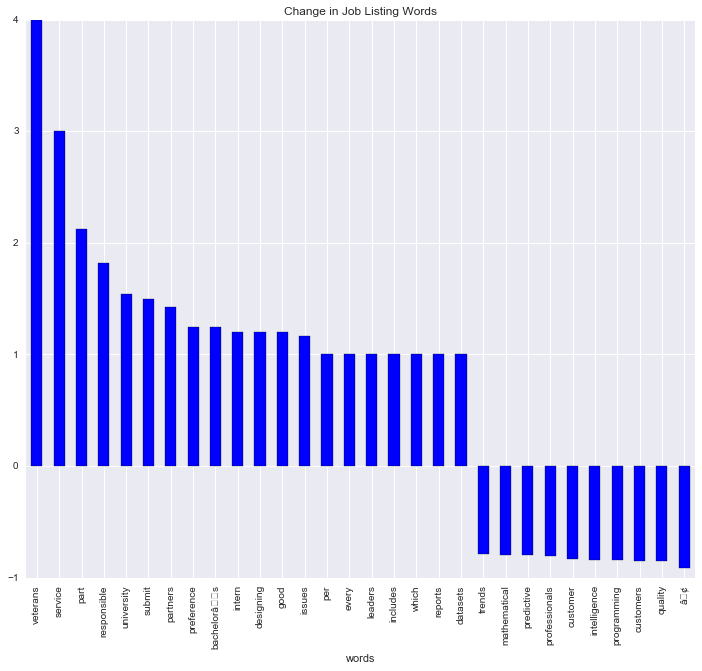 Change in Job Listing Words
4
3
2
1
0
−1
veterans
service
part
responsible
university
submit
partners
preference
bachelorâ□□s
intern
designing
good
issues
per
every
leaders
includes
which
reports
datasets
trends
mathematical
predictive
professionals
customer
intelligence
programming
customers
quality
â□¢
words